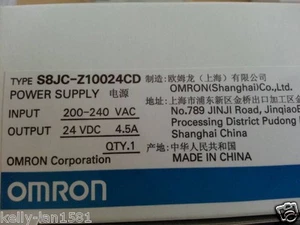 TYPE S8JC-Z10024CD
POWER SUPPLY 电源
INPUT 200-240 VAC
OUTPUT 24 VDC 4.5A
QTY.1
OMRON Corporation
制造: 欧姆龙(上海)有限公司
OMRON(Shanghai)Co.,Ltd.
地址: 上海市浦东新区金桥出口加工区金
No.789 JINJI Road, JinqiaoE
Processing District Pudong
Shanghai China
产地: 中华人民共和国
MADE IN CHINA
OMRON
kelly-lan1581